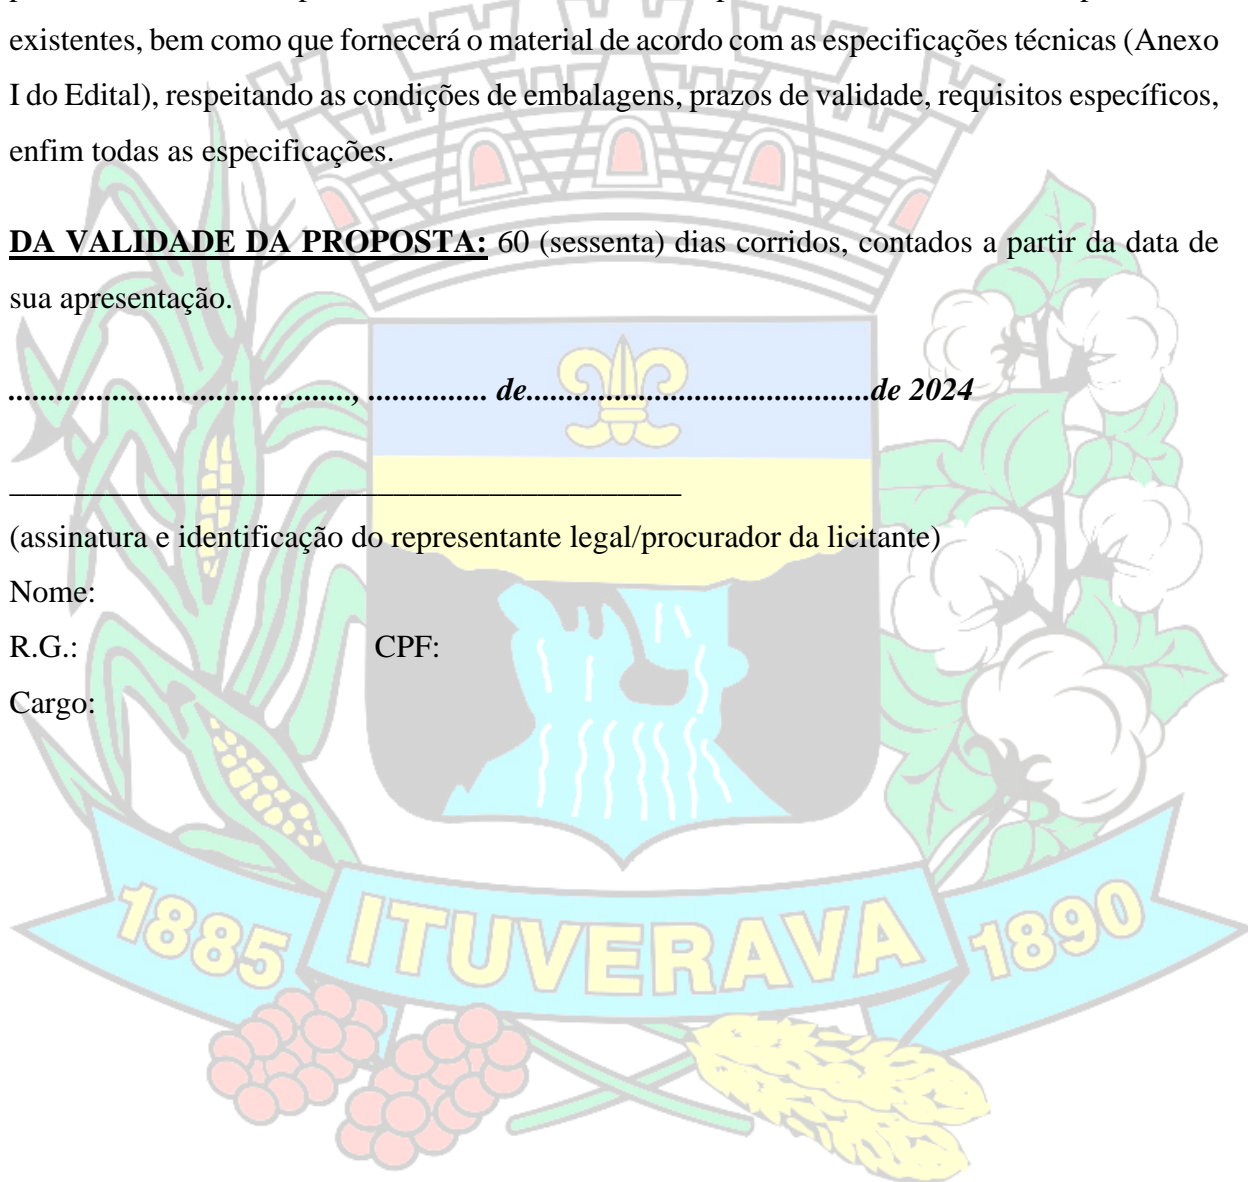 existentes, bem como que fornecerá o material de acordo com as especificações técnicas (Anexo
I do Edital), respeitando as condições de embalagens, prazos de validade, requisitos específicos,
enfim todas as especificações.
DA VALIDADE DA PROPOSTA: 60 (sessenta) dias corridos, contados a partir da data de
sua apresentação.
..........................................., ............... de...........................................de 2024
__________________________________________
(assinatura e identificação do representante legal/procurador da licitante)
Nome:
R.G.: CPF:
Cargo:
1885 ITUVERAVA 1890